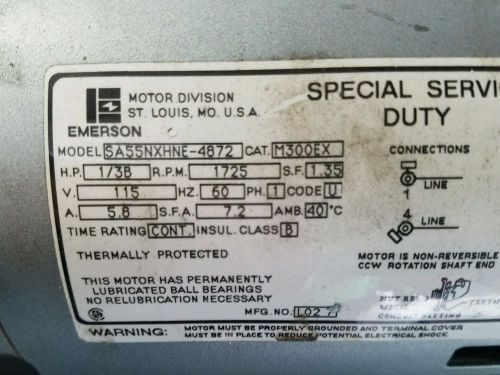 MOTOR DIVISION
ST. LOUIS, MO. U.S.A.
EMERSON
SPECIAL SERVIC
DUTY
MODEL SA55NXHNE-4872 CAT. M300EX
H.P. 1/3B R.P.M. 1725 S.F. 1.35
V. 115 HZ. 60 PH. 1 CODE U
A. 5.8 S.F.A. 7.2 AMB. 40 °C
TIME RATING CONT. INSUL. CLASS B
THERMALLY PROTECTED
THIS MOTOR HAS PERMANENTLY
LUBRICATED BALL BEARINGS
NO RELUBRICATION NECESSARY
MFG. NO. L02
CONNECTIONS
LINE
1
4
LINE
MOTOR IS NON-REVERSIBLE
CCW ROTATION SHAFT END
WARNING: MOTOR MUST BE PROPERLY GROUNDED AND TERMINAL COVER
MUST BE IN PLACE TO REDUCE POTENTIAL ELECTRICAL SHOCK.